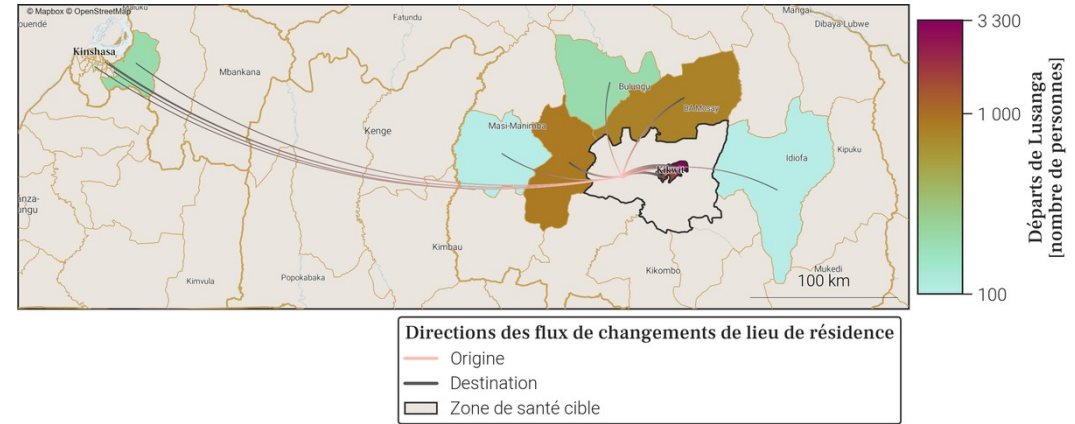 © Mapbox © OpenStreetMap
Maluku
Fatundu
Mangai
Dibaya-Lubwe
Kinshasa
Mbankana
Bulungu
Kenge
Masi-Manimba
Idiofa
Kipuku
Kikwit
Kimbau
Kikombo
Mukedi
Kimvula
Popokabaka
100 km
3 300
1 000
100
Départs de Lusanga
[nombre de personnes]
Directions des flux de changements de lieu de résidence
Origine
Destination
Zone de santé cible